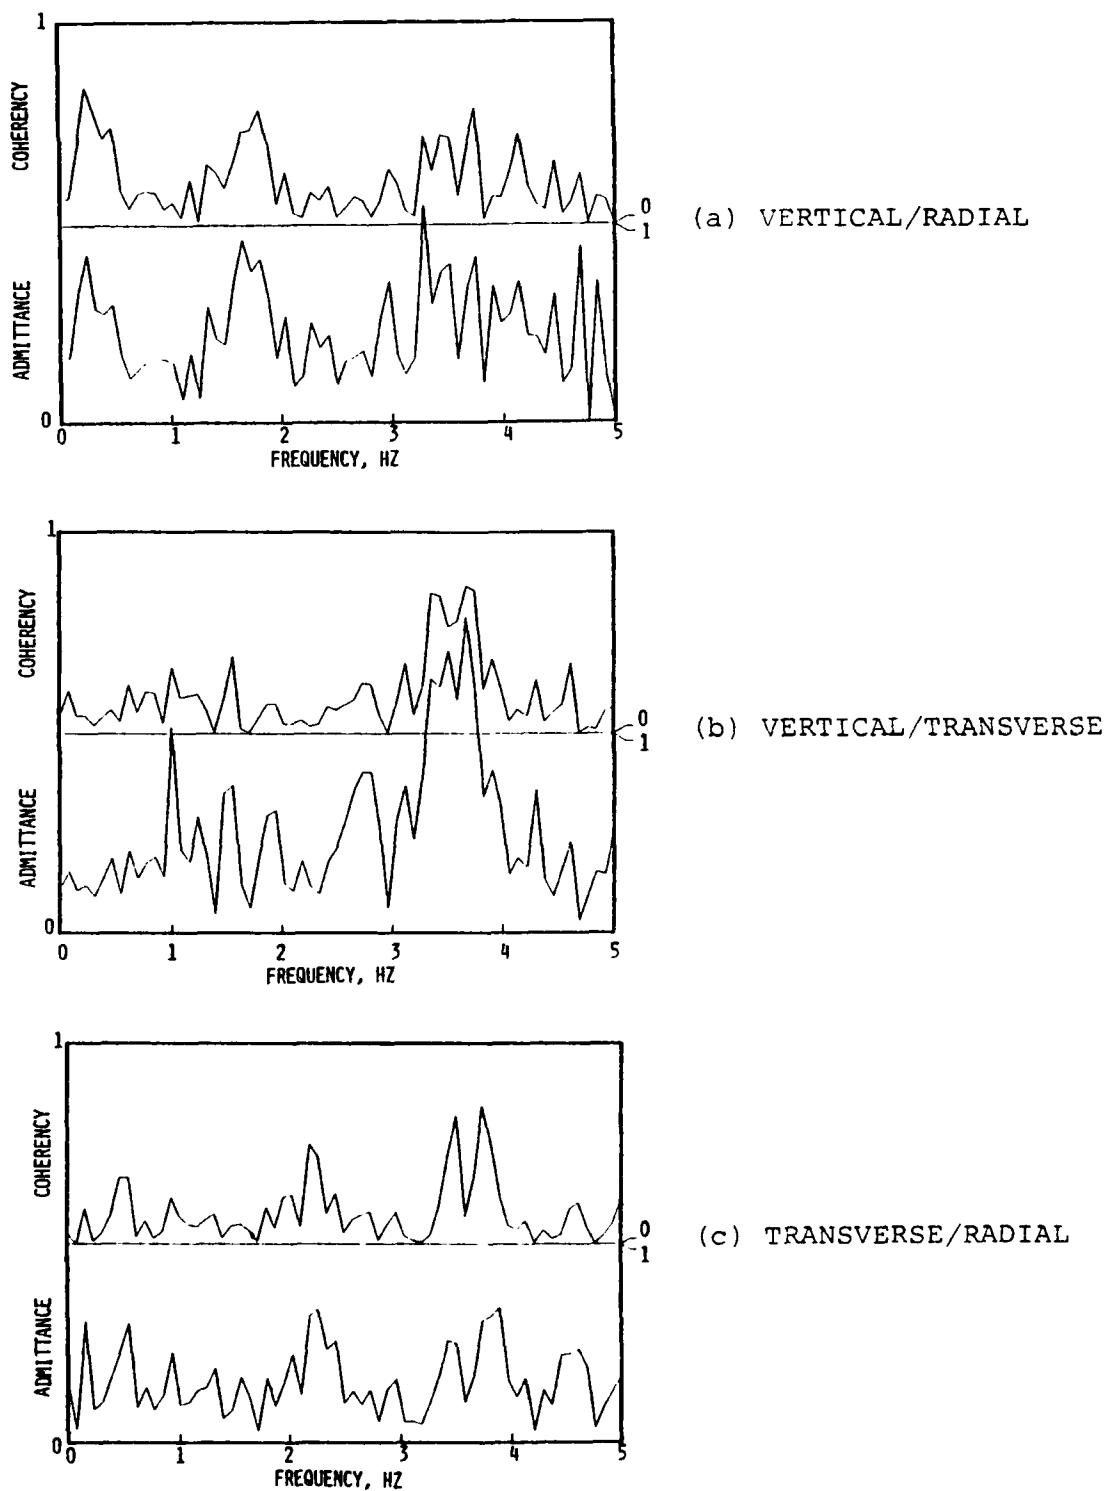 1
COHERENCY
0
1
(a) VERTICAL/RADIAL
ADMITTANCE
0
0 1 2 3 4 5
FREQUENCY, HZ
1
COHERENCY
0
1
(b) VERTICAL/TRANSVERSE
ADMITTANCE
0
0 1 2 3 4 5
FREQUENCY, HZ
1
COHERENCY
0
1
(c) TRANSVERSE/RADIAL
ADMITTANCE
0
0 1 2 3 4 5
FREQUENCY, HZ